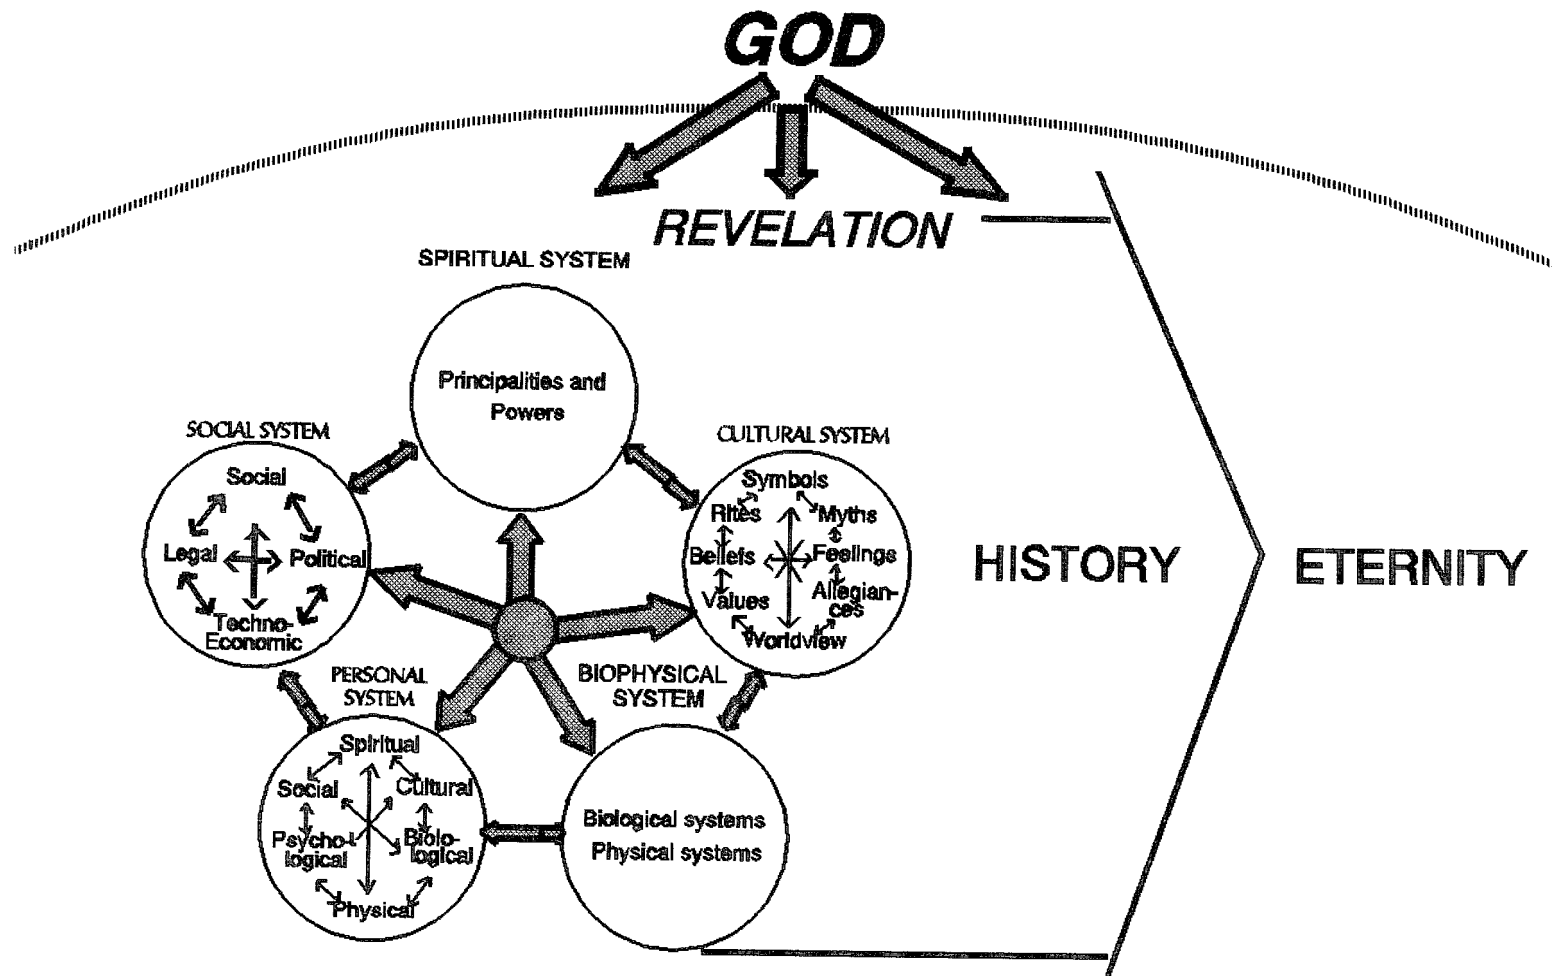 GOD
REVELATION
SPIRITUAL SYSTEM
Principalities and
Powers
SOCIAL SYSTEM
Social
Legal
Political
Techno-
Economic
CULTURAL SYSTEM
Symbols
Rites
Myths
Beliefs
Feelings
Values
Allegian-
ces
Worldview
HISTORY
ETERNITY
PERSONAL
SYSTEM
Spiritual
Social
Cultural
Psycho-
logical
Biolo-
logical
Physical
BIOPHYSICAL
SYSTEM
Biological systems
Physical systems